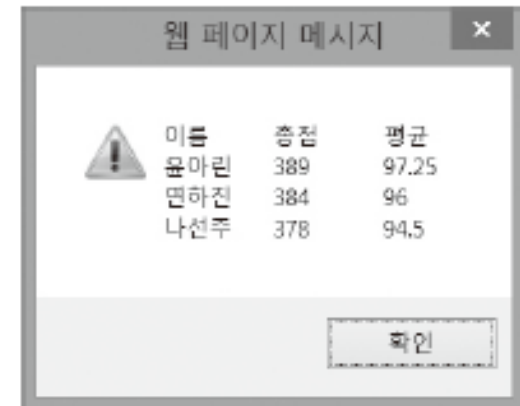 웹 페이지 메시지
이름 총점 평균
윤마린 389 97.25
연하진 384 96
나선주 378 94.5
확인